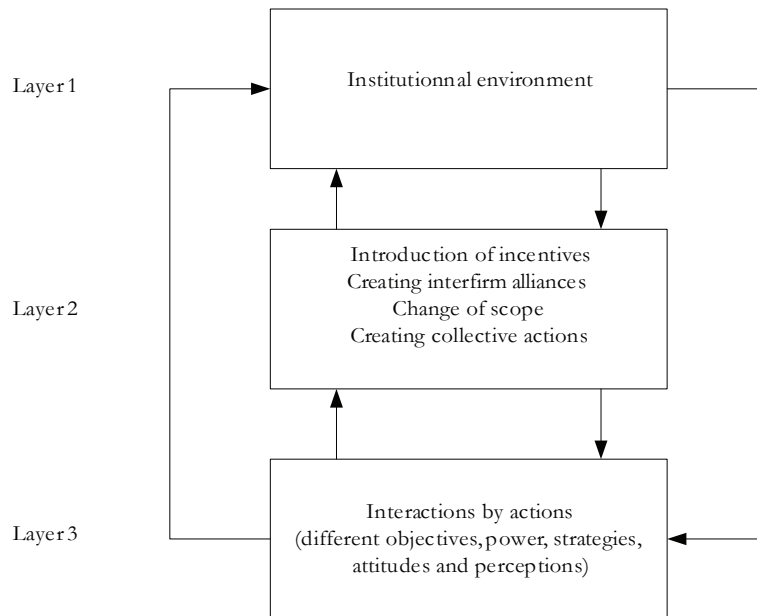 Layer 1
Institutionnal environment
Layer 2
Introduction of incentives
Creating interfirm alliances
Change of scope
Creating collective actions
Layer 3
Interactions by actions
(different objectives, power, strategies,
attitudes and perceptions)